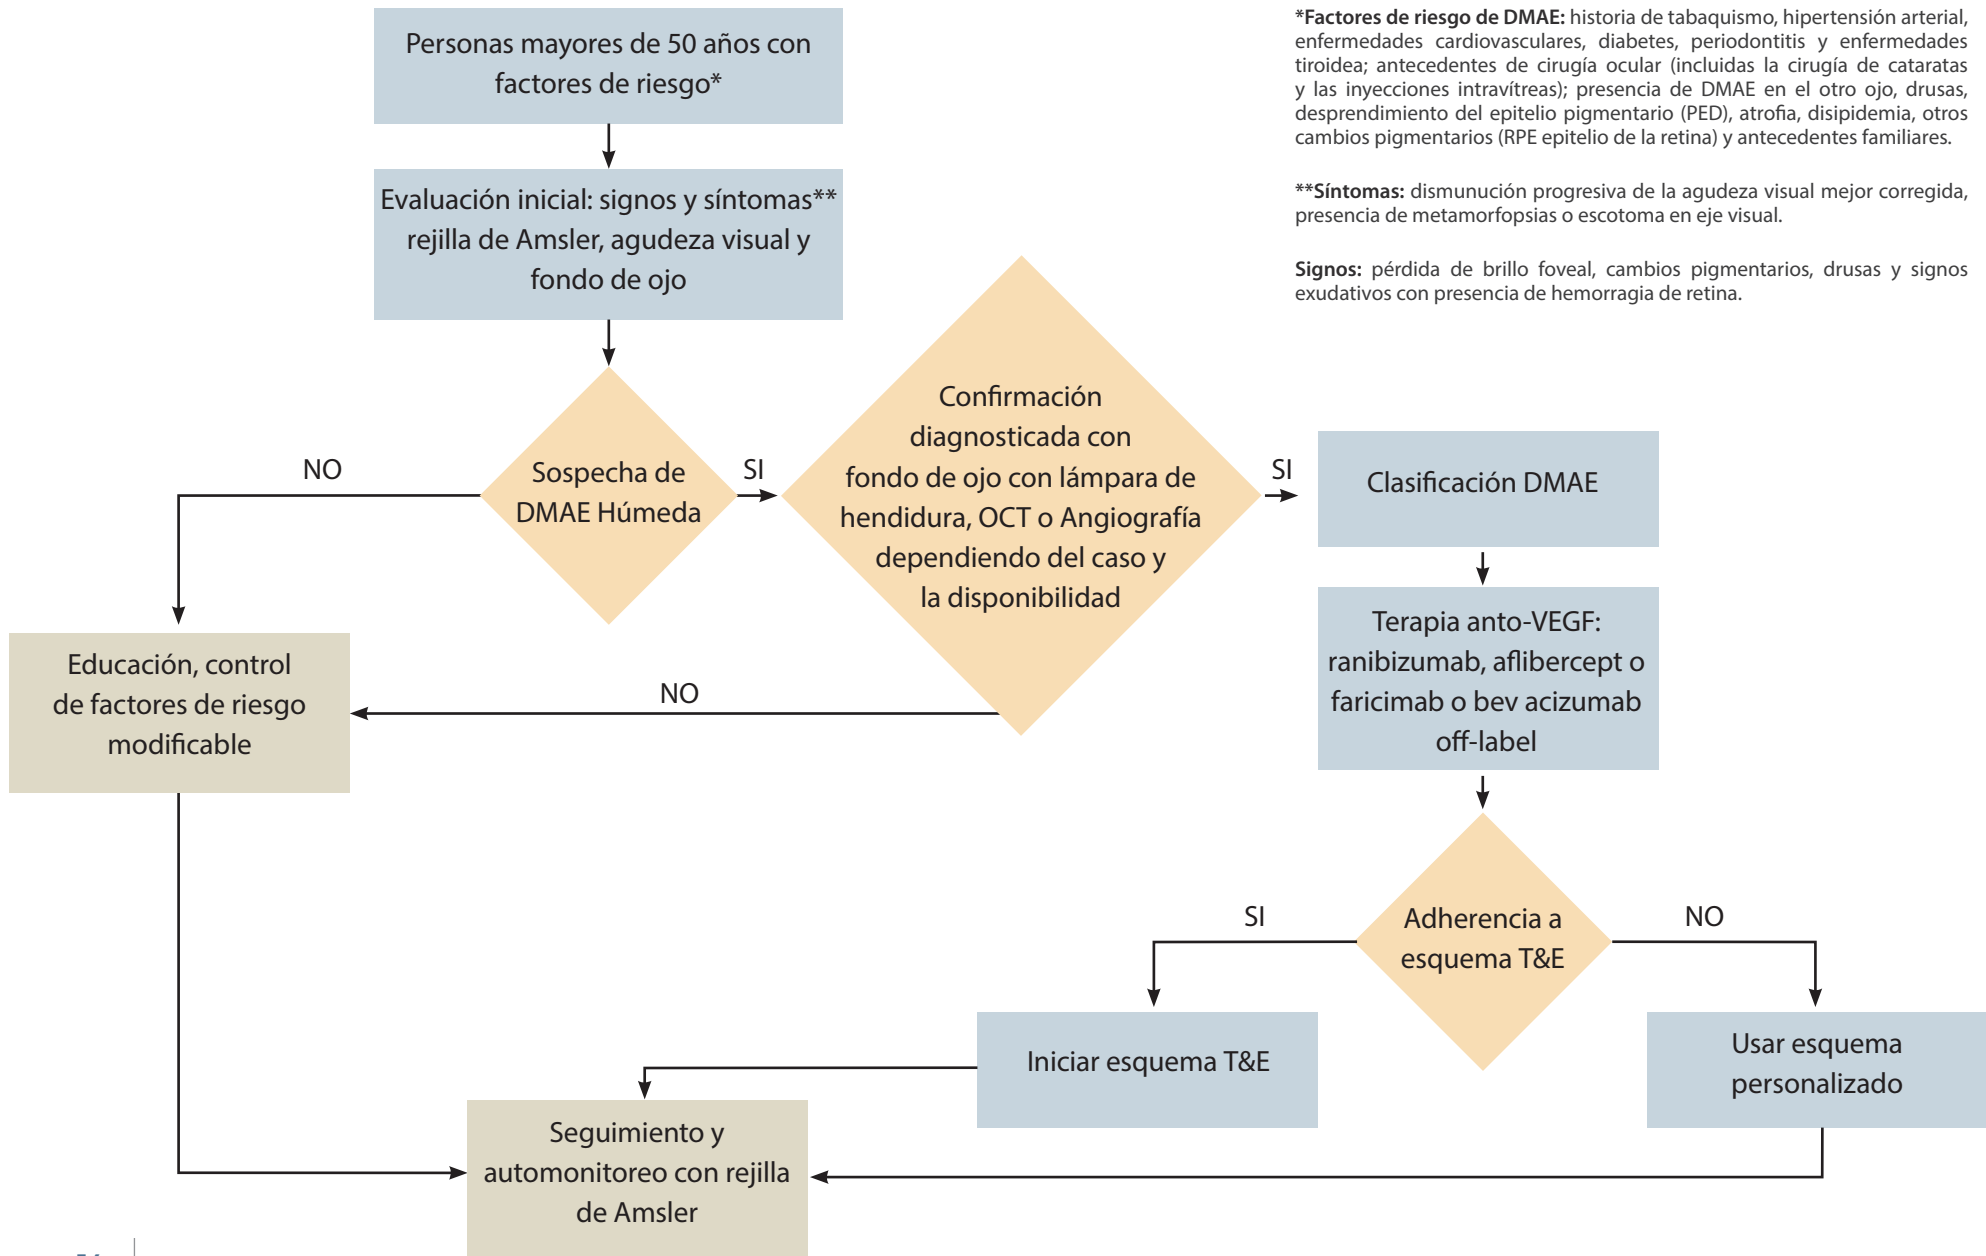 Personas mayores de 50 años con
factores de riesgo*
*Factores de riesgo de DMAE: historia de tabaquismo, hipertensión arterial,
enfermedades cardiovasculares, diabetes, periodontitis y enfermedades
tiroidea; antecedentes de cirugía ocular (incluidas la cirugía de cataratas
y las inyecciones intravítreas); presencia de DMAE en el otro ojo, drusas,
desprendimiento del epitelio pigmentario (PED), atrofia, disipidemia, otros
cambios pigmentarios (RPE epitelio de la retina) y antecedentes familiares.
**Síntomas: dismunución progresiva de la agudeza visual mejor corregida,
presencia de metamorfopsias o escotoma en eje visual.
Signos: pérdida de brillo foveal, cambios pigmentarios, drusas y signos
exudativos con presencia de hemorragia de retina.
Evaluación inicial: signos y síntomas**
rejilla de Amsler, agudeza visual y
fondo de ojo
NO
Sospecha de
DMAE Húmeda
SI
Confirmación
diagnosticada con
fondo de ojo con lámpara de
hendidura, OCT o Angiografía
dependiendo del caso y
la disponibilidad
SI
Clasificación DMAE
Terapia anto-VEGF:
ranibizumab, aflibercept o
faricimab o bev acizumab
off-label
Educación, control
de factores de riesgo
modificable
NO
SI
Adherencia a
esquema T&E
NO
Iniciar esquema T&E
Usar esquema
personalizado
Seguimiento y
automonitoreo con rejilla
de Amsler